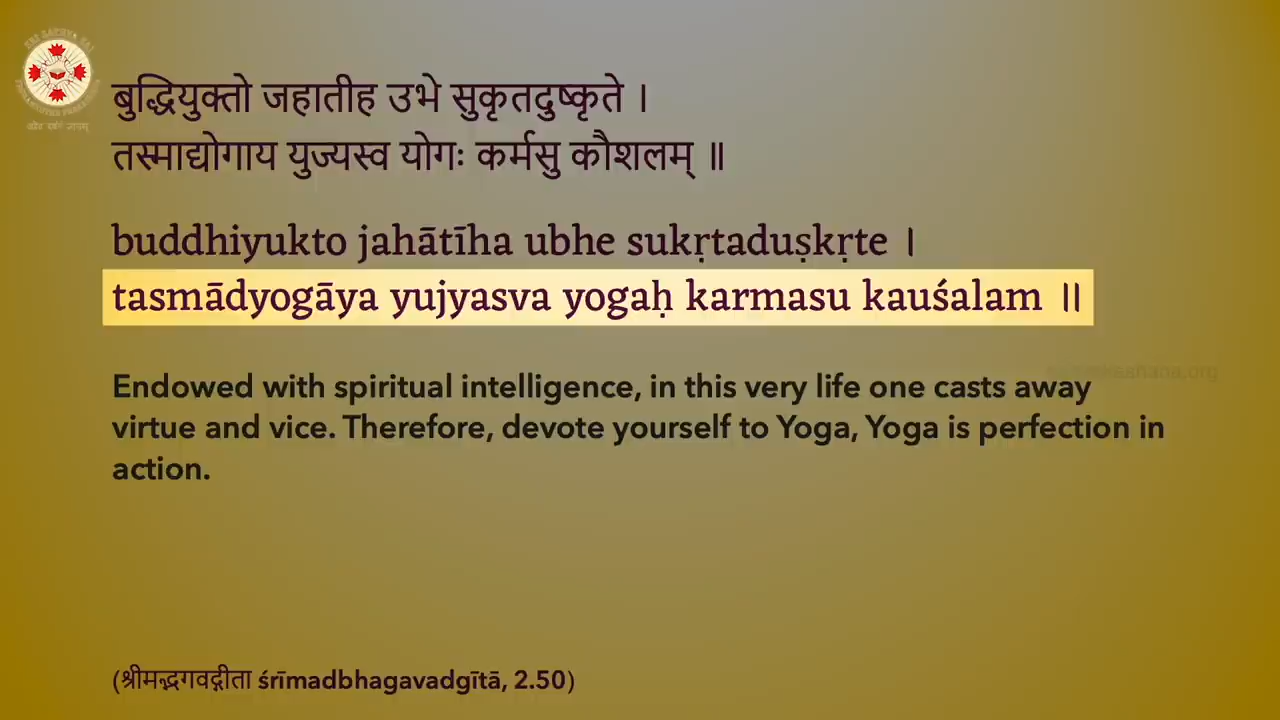 बुद्धियुक्तो जहातीह उभे सुकृतदुष्कृते ।
तस्माद्योगाय युज्यस्व योगः कर्मसु कौशलम् ॥
buddhiyukto jahātīha ubhe sukṛtaduṣkṛte ।
tasmādyogāya yujyasva yogaḥ karmasu kauśalam ॥
Endowed with spiritual intelligence, in this very life one casts away
virtue and vice. Therefore, devote yourself to Yoga, Yoga is perfection in
action.
(श्रीमद्भगवद्गीता śrīmadbhagavadgītā, 2.50)